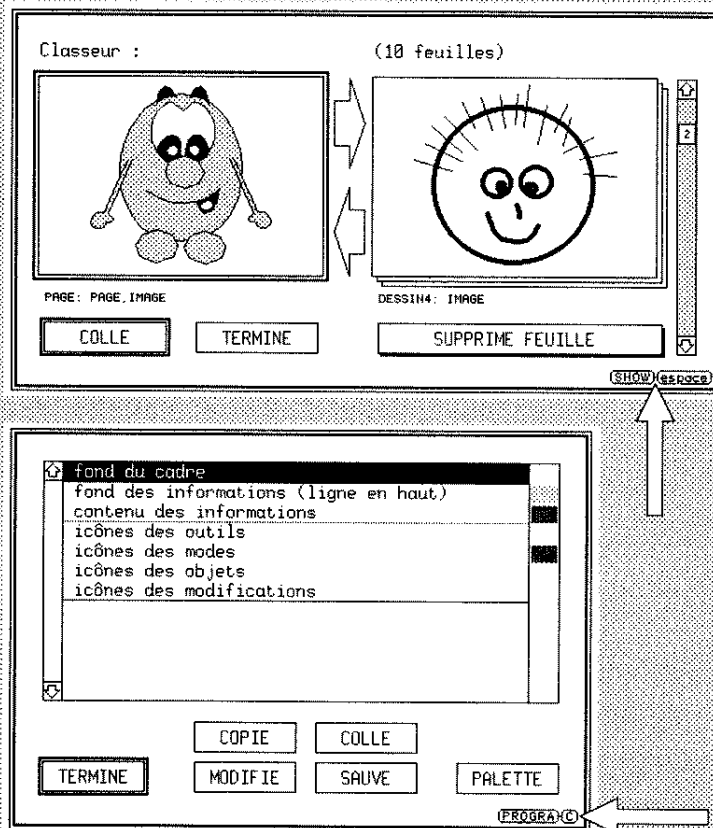 Classeur :
(10 feuilles)
2
PAGE: PAGE,IMAGE
DESSIN4: IMAGE
COLLE
TERMINE
SUPPRIME FEUILLE
SHOW espace
fond du cadre
fond des informations (ligne en haut)
contenu des informations
icônes des outils
icônes des modes
icônes des objets
icônes des modifications
COPIE
COLLE
TERMINE
MODIFIE
SAUVE
PALETTE
PROGRA C